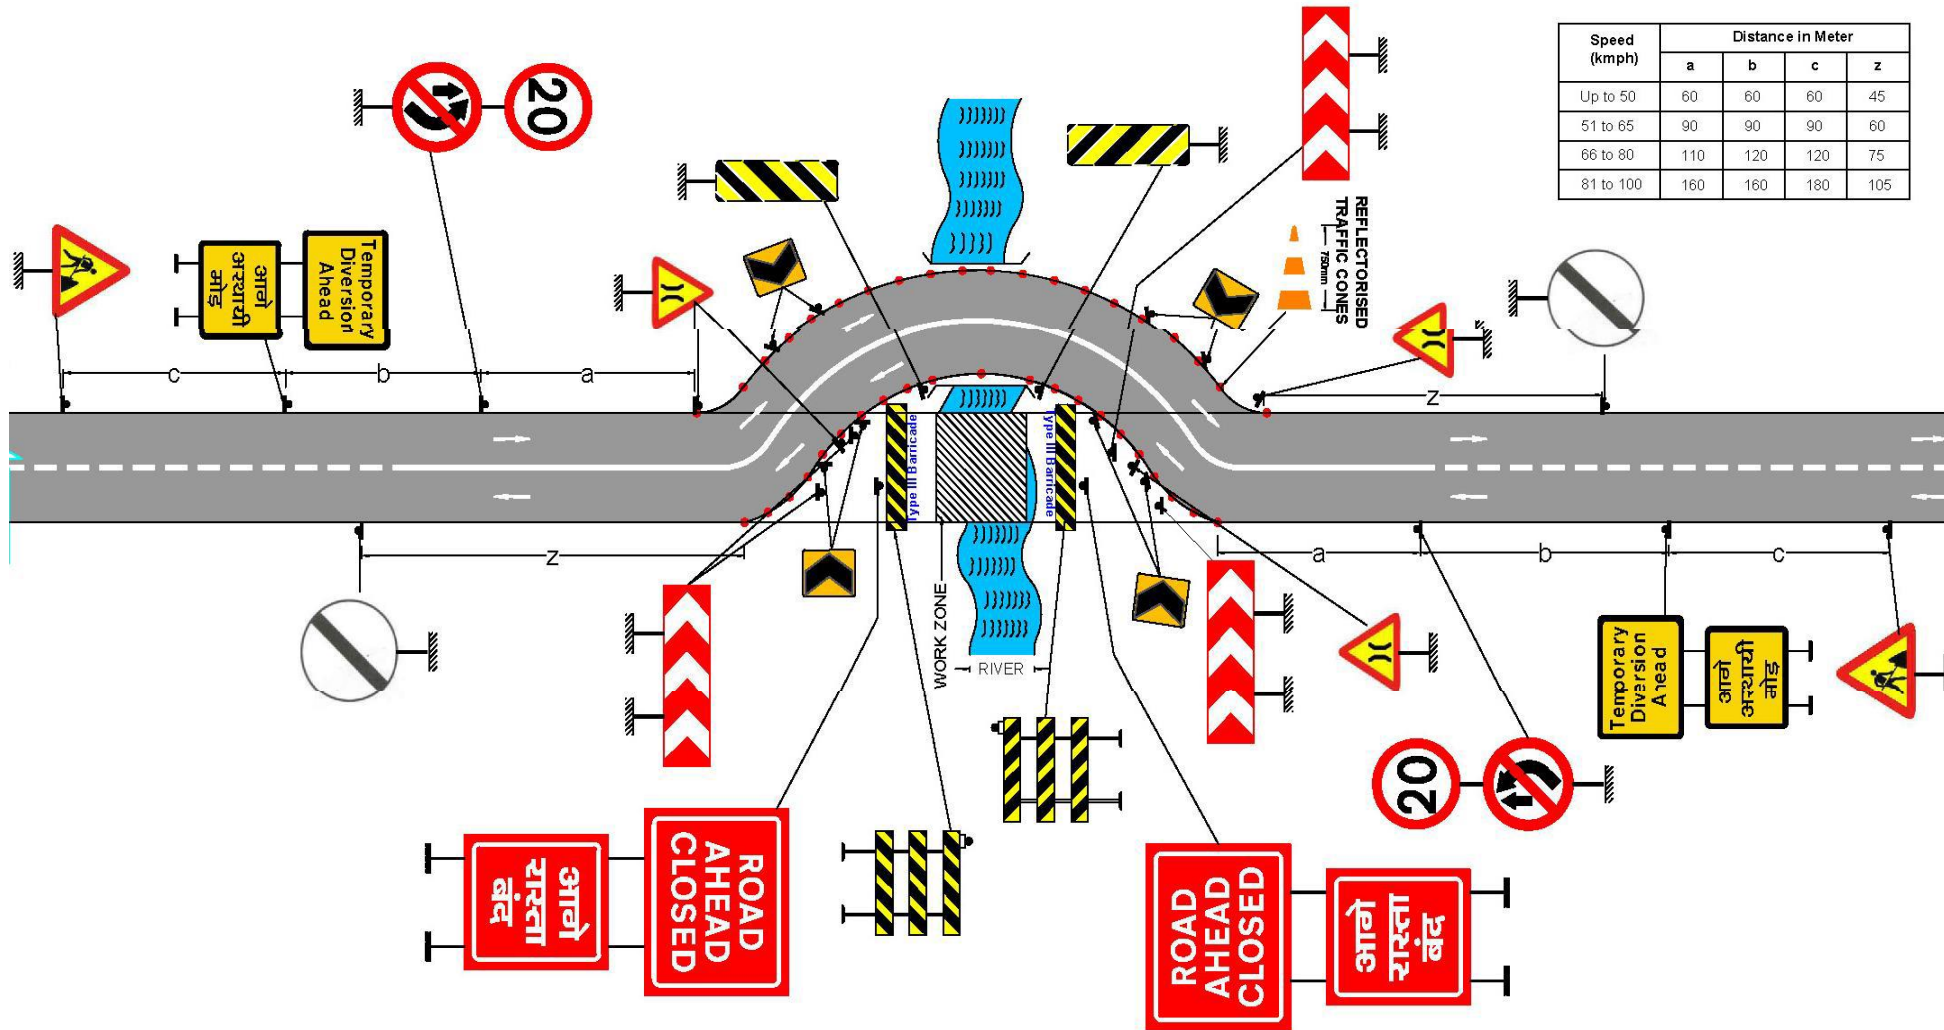 Speed (kmph) Distance in Meter
a b c z
Up to 50 60 60 60 45
51 to 65 90 90 90 60
66 to 80 110 120 120 75
81 to 100 160 160 180 105
20
Temporary
Diversion
Ahead
आगे
अस्थायी
मोड़
REFLECTORISED
TRAFFIC CONES
750mm
c
b
a
z
Type III Barricade
Type III Barricade
z
a
b
c
WORK ZONE
RIVER
Temporary
Diversion
Ahead
आगे
अस्थायी
मोड़
20
ROAD
AHEAD
CLOSED
आगे
रास्ता
बंद
ROAD
AHEAD
CLOSED
आगे
रास्ता
बंद